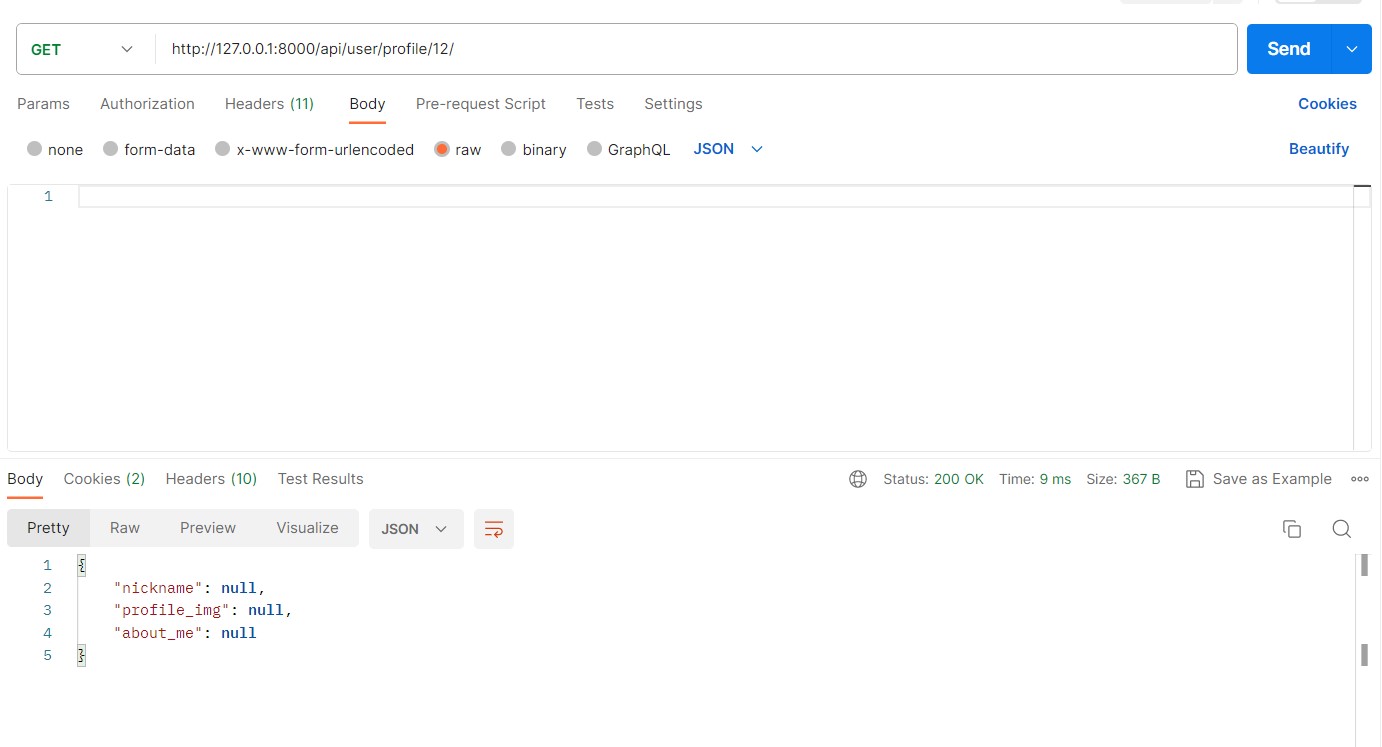 GET http://127.0.0.1:8000/api/user/profile/12/ Send
Params Authorization Headers (11) Body Pre-request Script Tests Settings Cookies
none form-data x-www-form-urlencoded raw binary GraphQL JSON Beautify
1
Body Cookies (2) Headers (10) Test Results Status: 200 OK Time: 9 ms Size: 367 B Save as Example
Pretty Raw Preview Visualize JSON
1 {
2 "nickname": null,
3 "profile_img": null,
4 "about_me": null
5 }